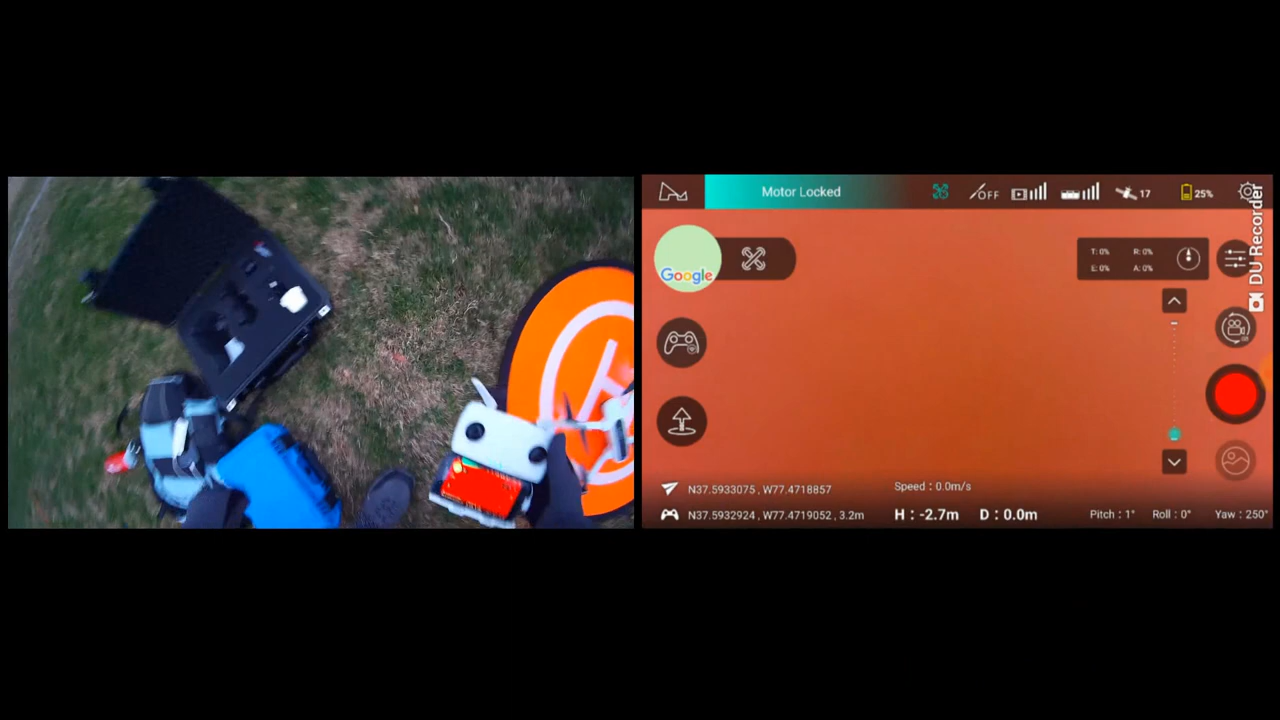 Motor Locked
OFF
17
25%
DU Recorder
Google
T: 0%
R: 0%
E: 0%
A: 0%
N37.5933075 , W77.4718857
Speed : 0.0m/s
N37.5932924 , W77.4719052 , 3.2m
H : -2.7m
D : 0.0m
Pitch : 1°
Roll : 0°
Yaw : 250°
H